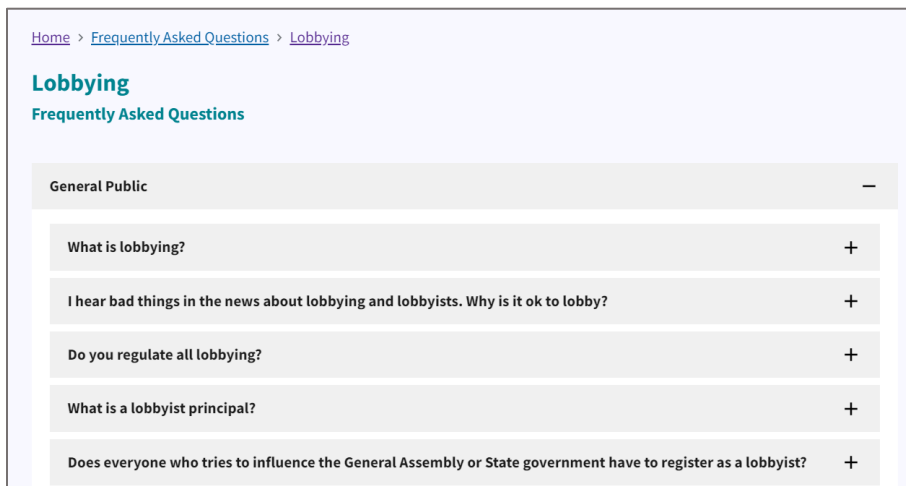 Home > Frequently Asked Questions > Lobbying
Lobbying
Frequently Asked Questions
General Public −
What is lobbying? +
I hear bad things in the news about lobbying and lobbyists. Why is it ok to lobby? +
Do you regulate all lobbying? +
What is a lobbyist principal? +
Does everyone who tries to influence the General Assembly or State government have to register as a lobbyist? +